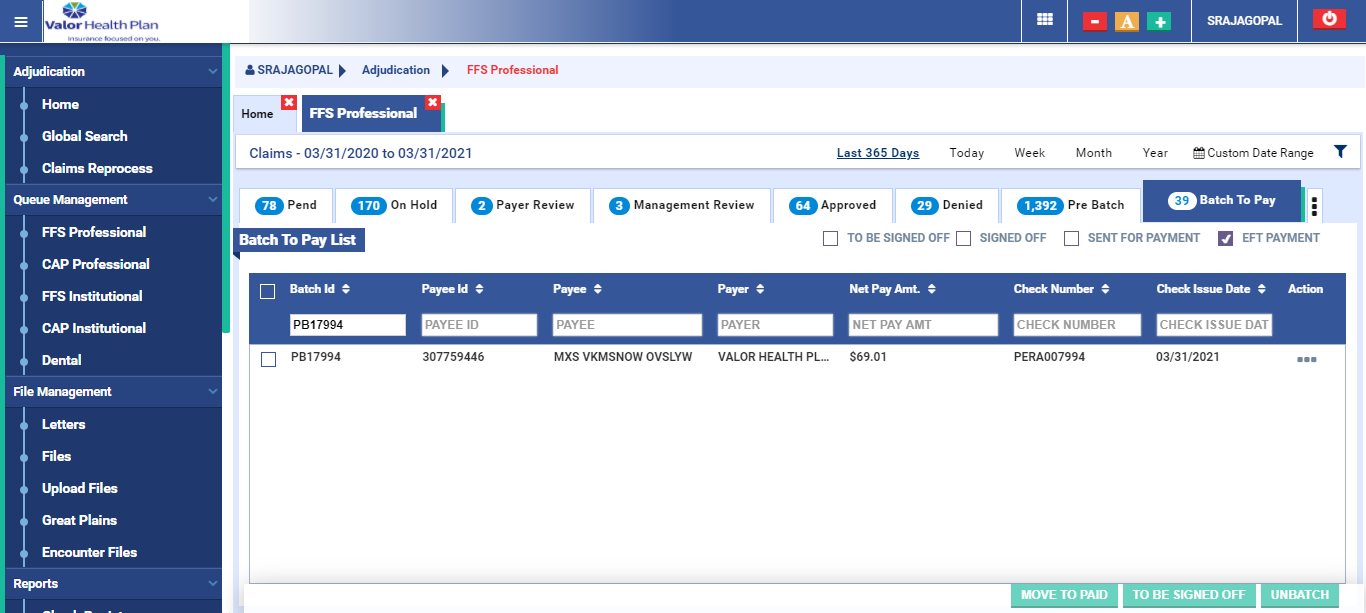 Valor Health Plan
Insurance focused on you.
A
SRAJAGOPAL
Adjudication
Home
Global Search
Claims Reprocess
Queue Management
FFS Professional
CAP Professional
FFS Institutional
CAP Institutional
Dental
File Management
Letters
Files
Upload Files
Great Plains
Encounter Files
Reports
SRAJAGOPAL Adjudication FFS Professional
Home FFS Professional
Claims - 03/31/2020 to 03/31/2021 Last 365 Days Today Week Month Year Custom Date Range
78 Pend 170 On Hold 2 Payer Review 3 Management Review 64 Approved 29 Denied 1,392 Pre Batch 39 Batch To Pay
Batch To Pay List TO BE SIGNED OFF SIGNED OFF SENT FOR PAYMENT EFT PAYMENT
Batch Id Payee Id Payee Payer Net Pay Amt. Check Number Check Issue Date Action
PB17994 PAYEE ID PAYEE PAYER NET PAY AMT CHECK NUMBER CHECK ISSUE DAT
PB17994 307759446 MXS VKMSNOW OVSLYW VALOR HEALTH PL... $69.01 PERA007994 03/31/2021
MOVE TO PAID TO BE SIGNED OFF UNBATCH